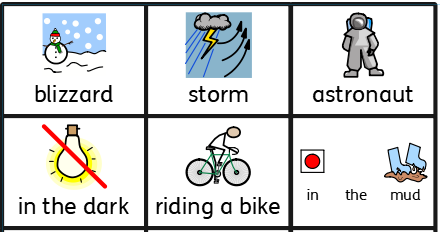 blizzard
storm
astronaut
in the dark
riding a bike
in the mud